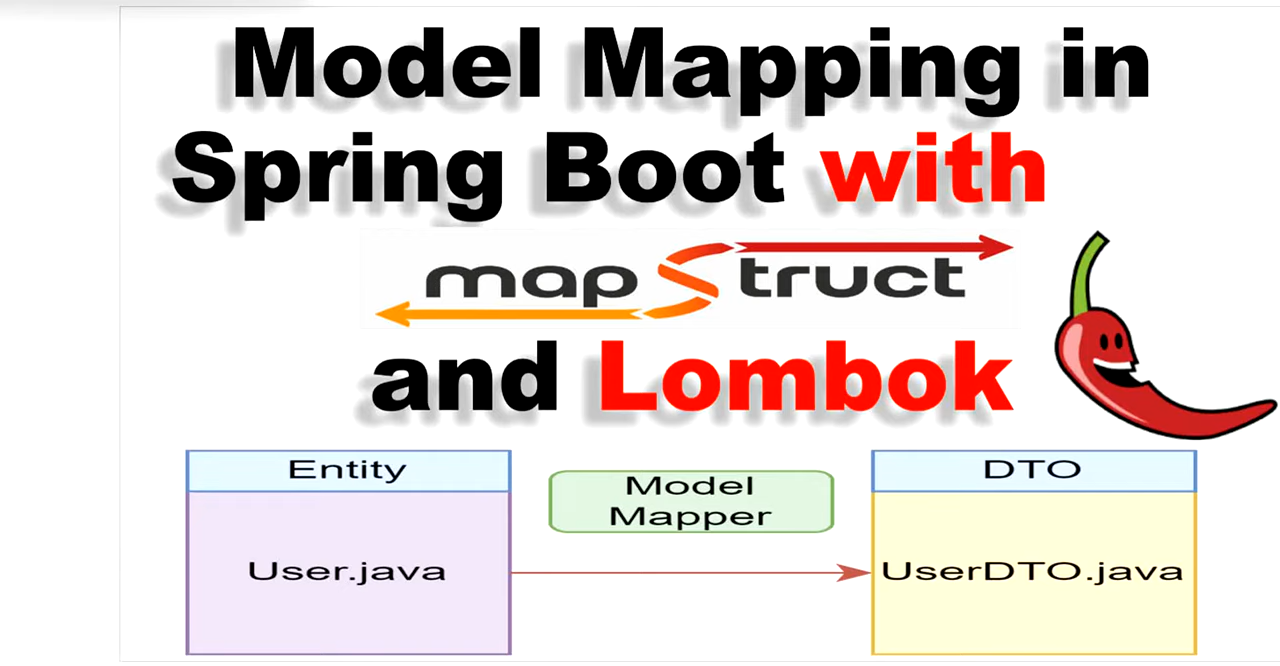 Model Mapping in
Spring Boot with
mapStruct
and Lombok
Entity
Model
Mapper
DTO
User.java
UserDTO.java